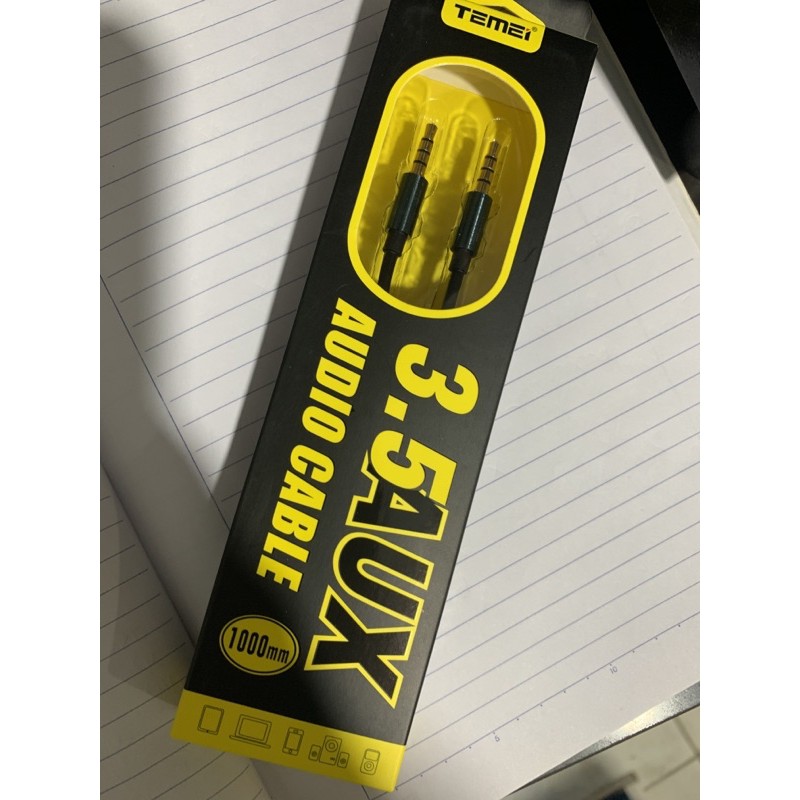 TEMEI
3.5AUX
AUDIO CABLE
1000mm